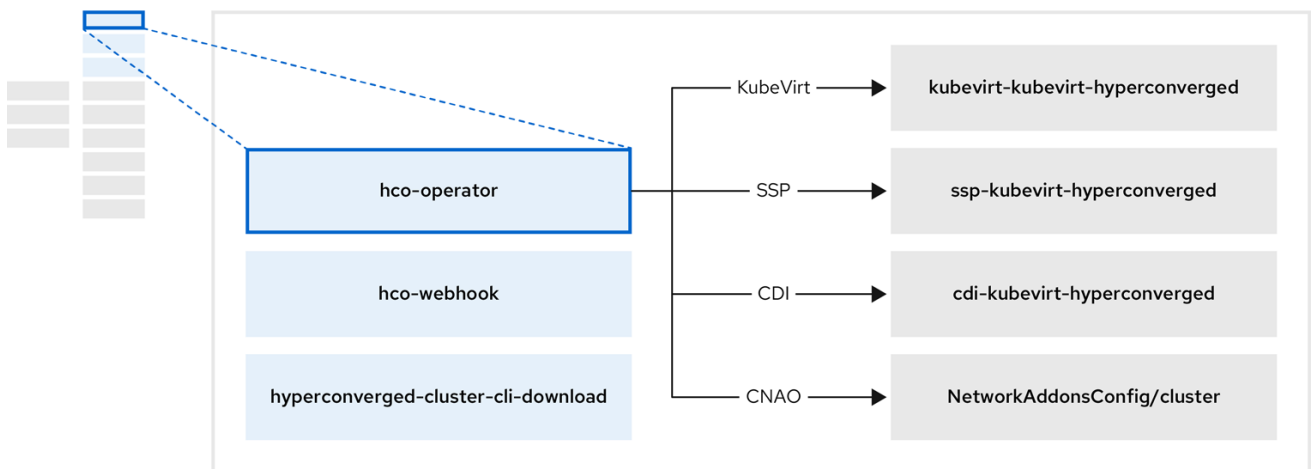 KubeVirt
kubevirt-kubevirt-hyperconverged
hco-operator
SSP
ssp-kubevirt-hyperconverged
hco-webhook
CDI
cdi-kubevirt-hyperconverged
hyperconverged-cluster-cli-download
CNAO
NetworkAddonsConfig/cluster